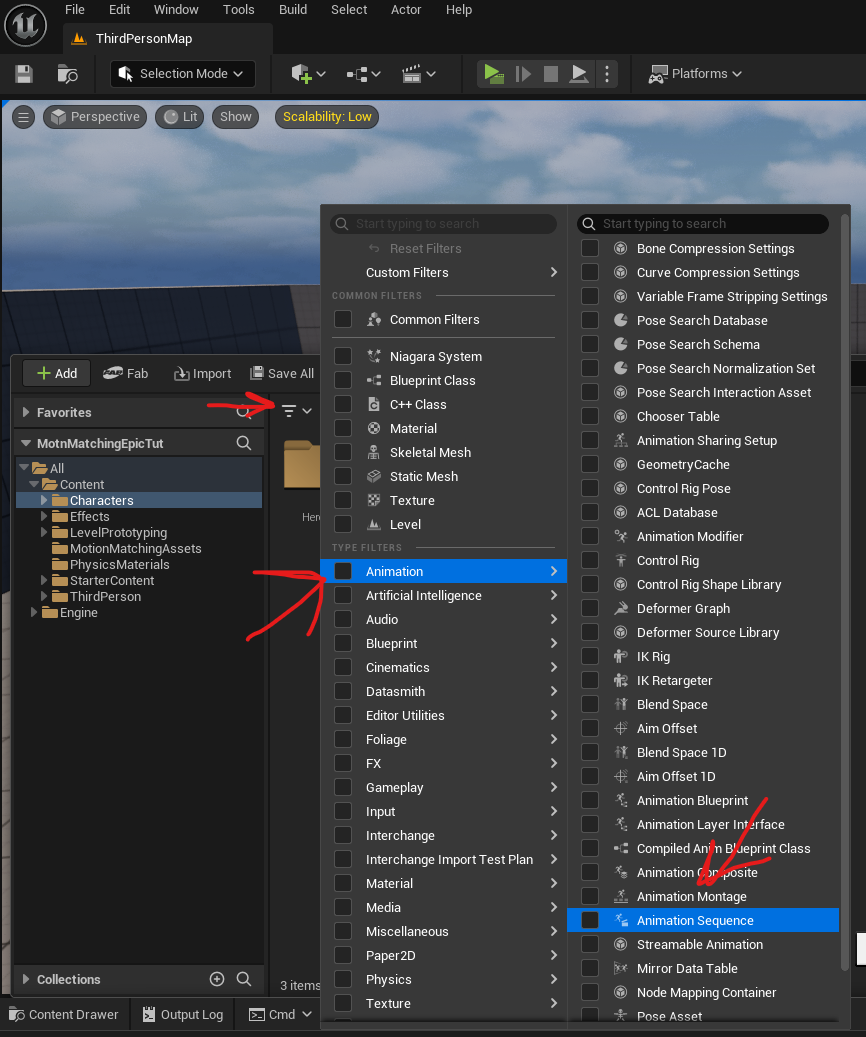 File Edit Window Tools Build Select Actor Help
ThirdPersonMap
Selection Mode
Platforms
Perspective Lit Show Scalability: Low
Add Fab Import Save All
Favorites
MotnMatchingEpicTut
All
Content
Characters
Effects
LevelPrototyping
MotionMatchingAssets
PhysicsMaterials
StarterContent
ThirdPerson
Engine
Collections
Her
3 items
Content Drawer Output Log Cmd
Start typing to search
Reset Filters
Custom Filters
COMMON FILTERS
Common Filters
Niagara System
Blueprint Class
C++ Class
Material
Skeletal Mesh
Static Mesh
Texture
Level
TYPE FILTERS
Animation
Artificial Intelligence
Audio
Blueprint
Cinematics
Datasmith
Editor Utilities
Foliage
FX
Gameplay
Input
Interchange
Interchange Import Test Plan
Material
Media
Miscellaneous
Paper2D
Physics
Texture
Start typing to search
Bone Compression Settings
Curve Compression Settings
Variable Frame Stripping Settings
Pose Search Database
Pose Search Schema
Pose Search Normalization Set
Pose Search Interaction Asset
Chooser Table
Animation Sharing Setup
GeometryCache
Control Rig Pose
ACL Database
Animation Modifier
Control Rig
Control Rig Shape Library
Deformer Graph
Deformer Source Library
IK Rig
IK Retargeter
Blend Space
Aim Offset
Blend Space 1D
Aim Offset 1D
Animation Blueprint
Animation Layer Interface
Compiled Anim Blueprint Class
Animation Composite
Animation Montage
Animation Sequence
Streamable Animation
Mirror Data Table
Node Mapping Container
Pose Asset